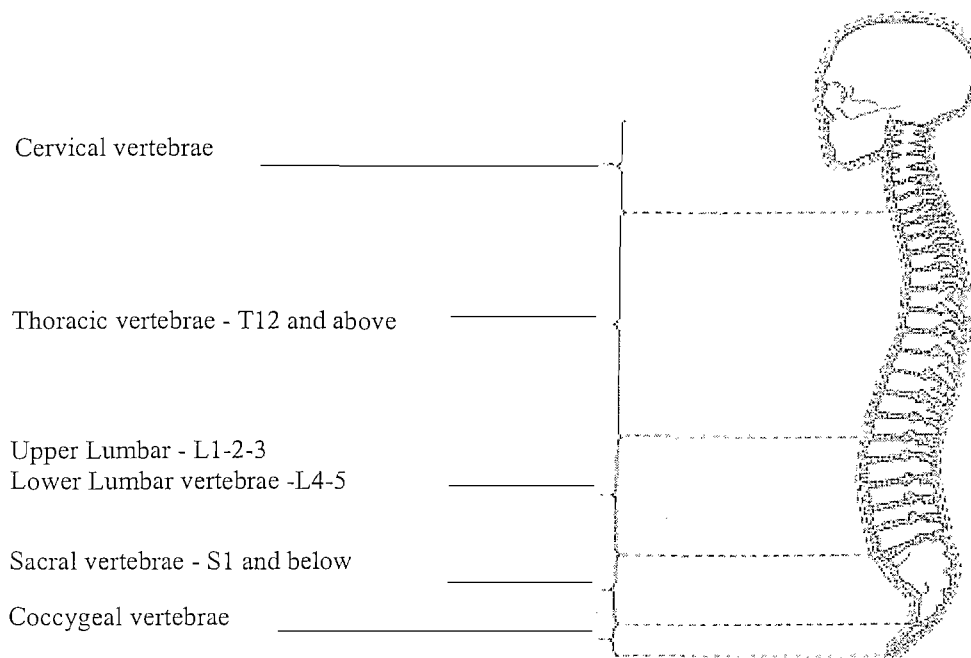 Cervical vertebrae
Thoracic vertebrae - T12 and above
Upper Lumbar - L1-2-3
Lower Lumbar vertebrae -L4-5
Sacral vertebrae - S1 and below
Coccygeal vertebrae